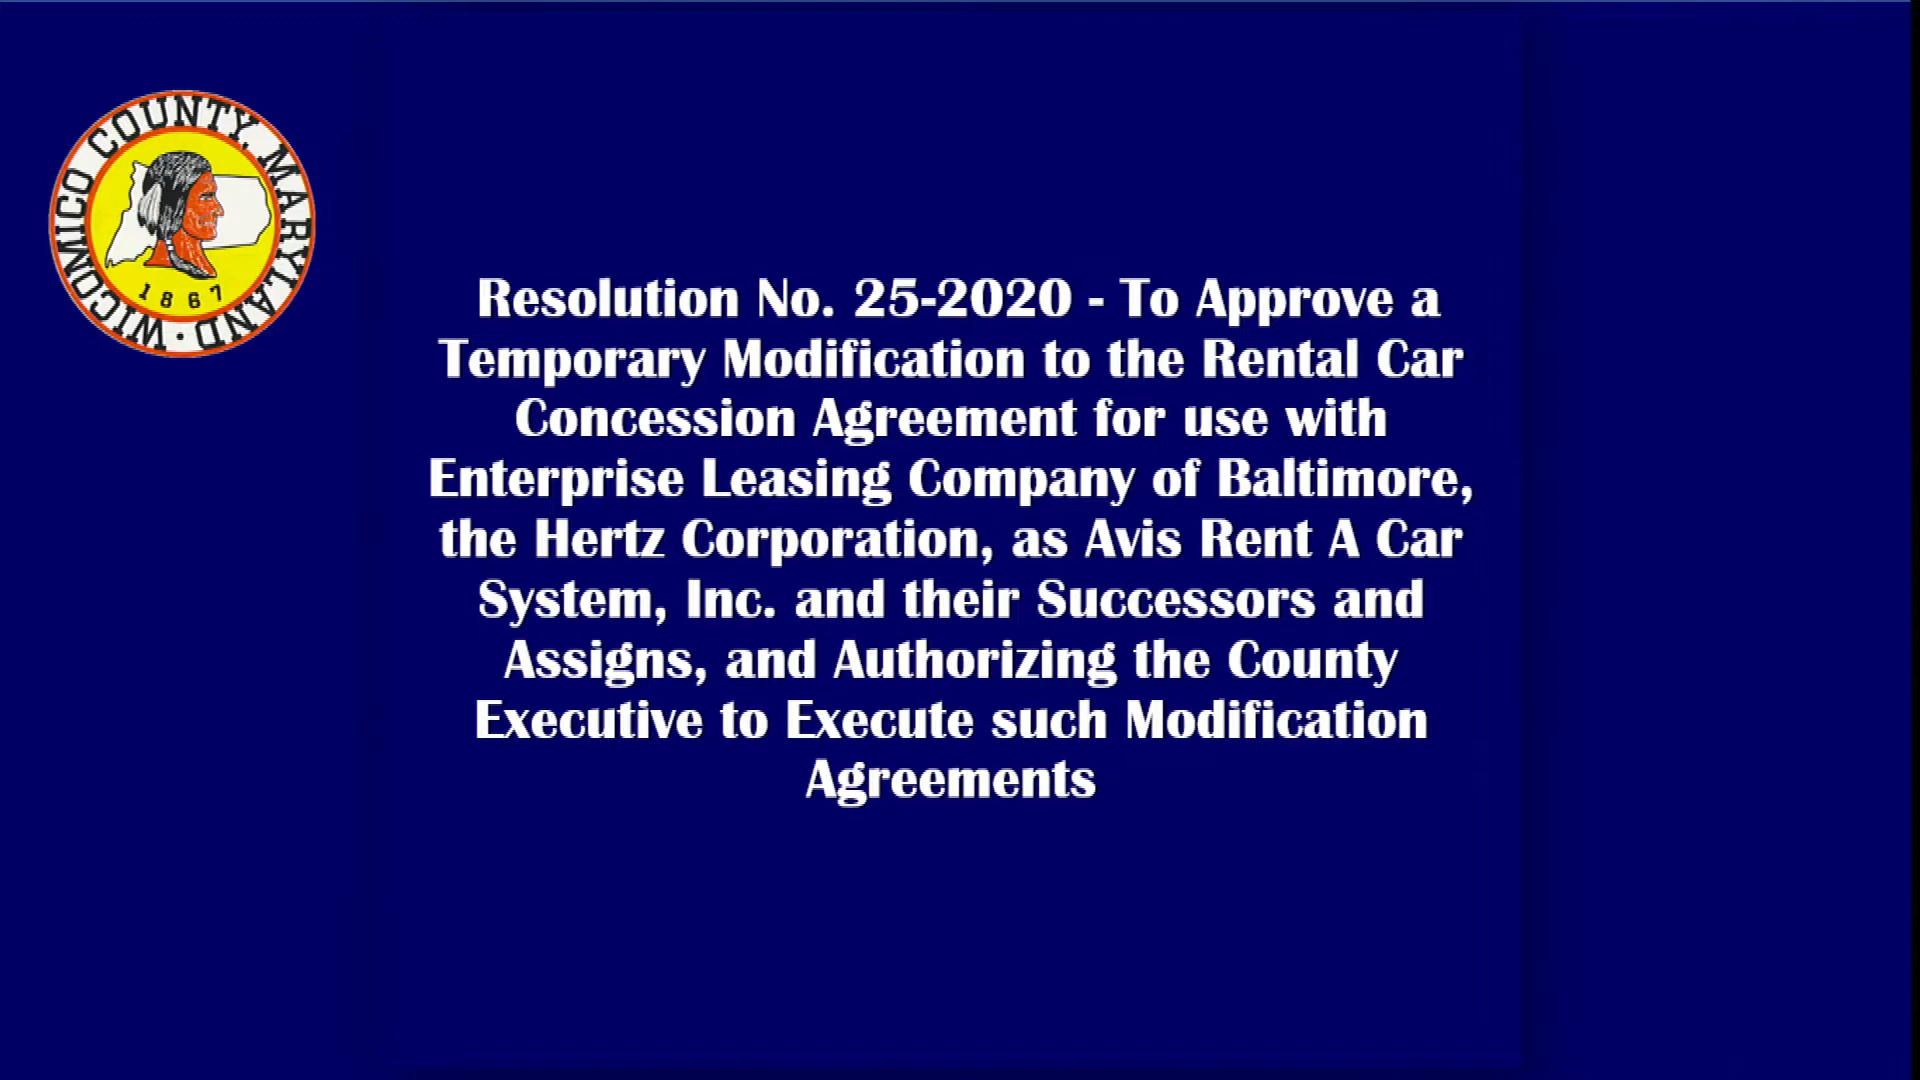 WICOMICO COUNTY, MARYLAND
1867
Resolution No. 25-2020 - To Approve a
Temporary Modification to the Rental Car
Concession Agreement for use with
Enterprise Leasing Company of Baltimore,
the Hertz Corporation, as Avis Rent A Car
System, Inc. and their Successors and
Assigns, and Authorizing the County
Executive to Execute such Modification
Agreements